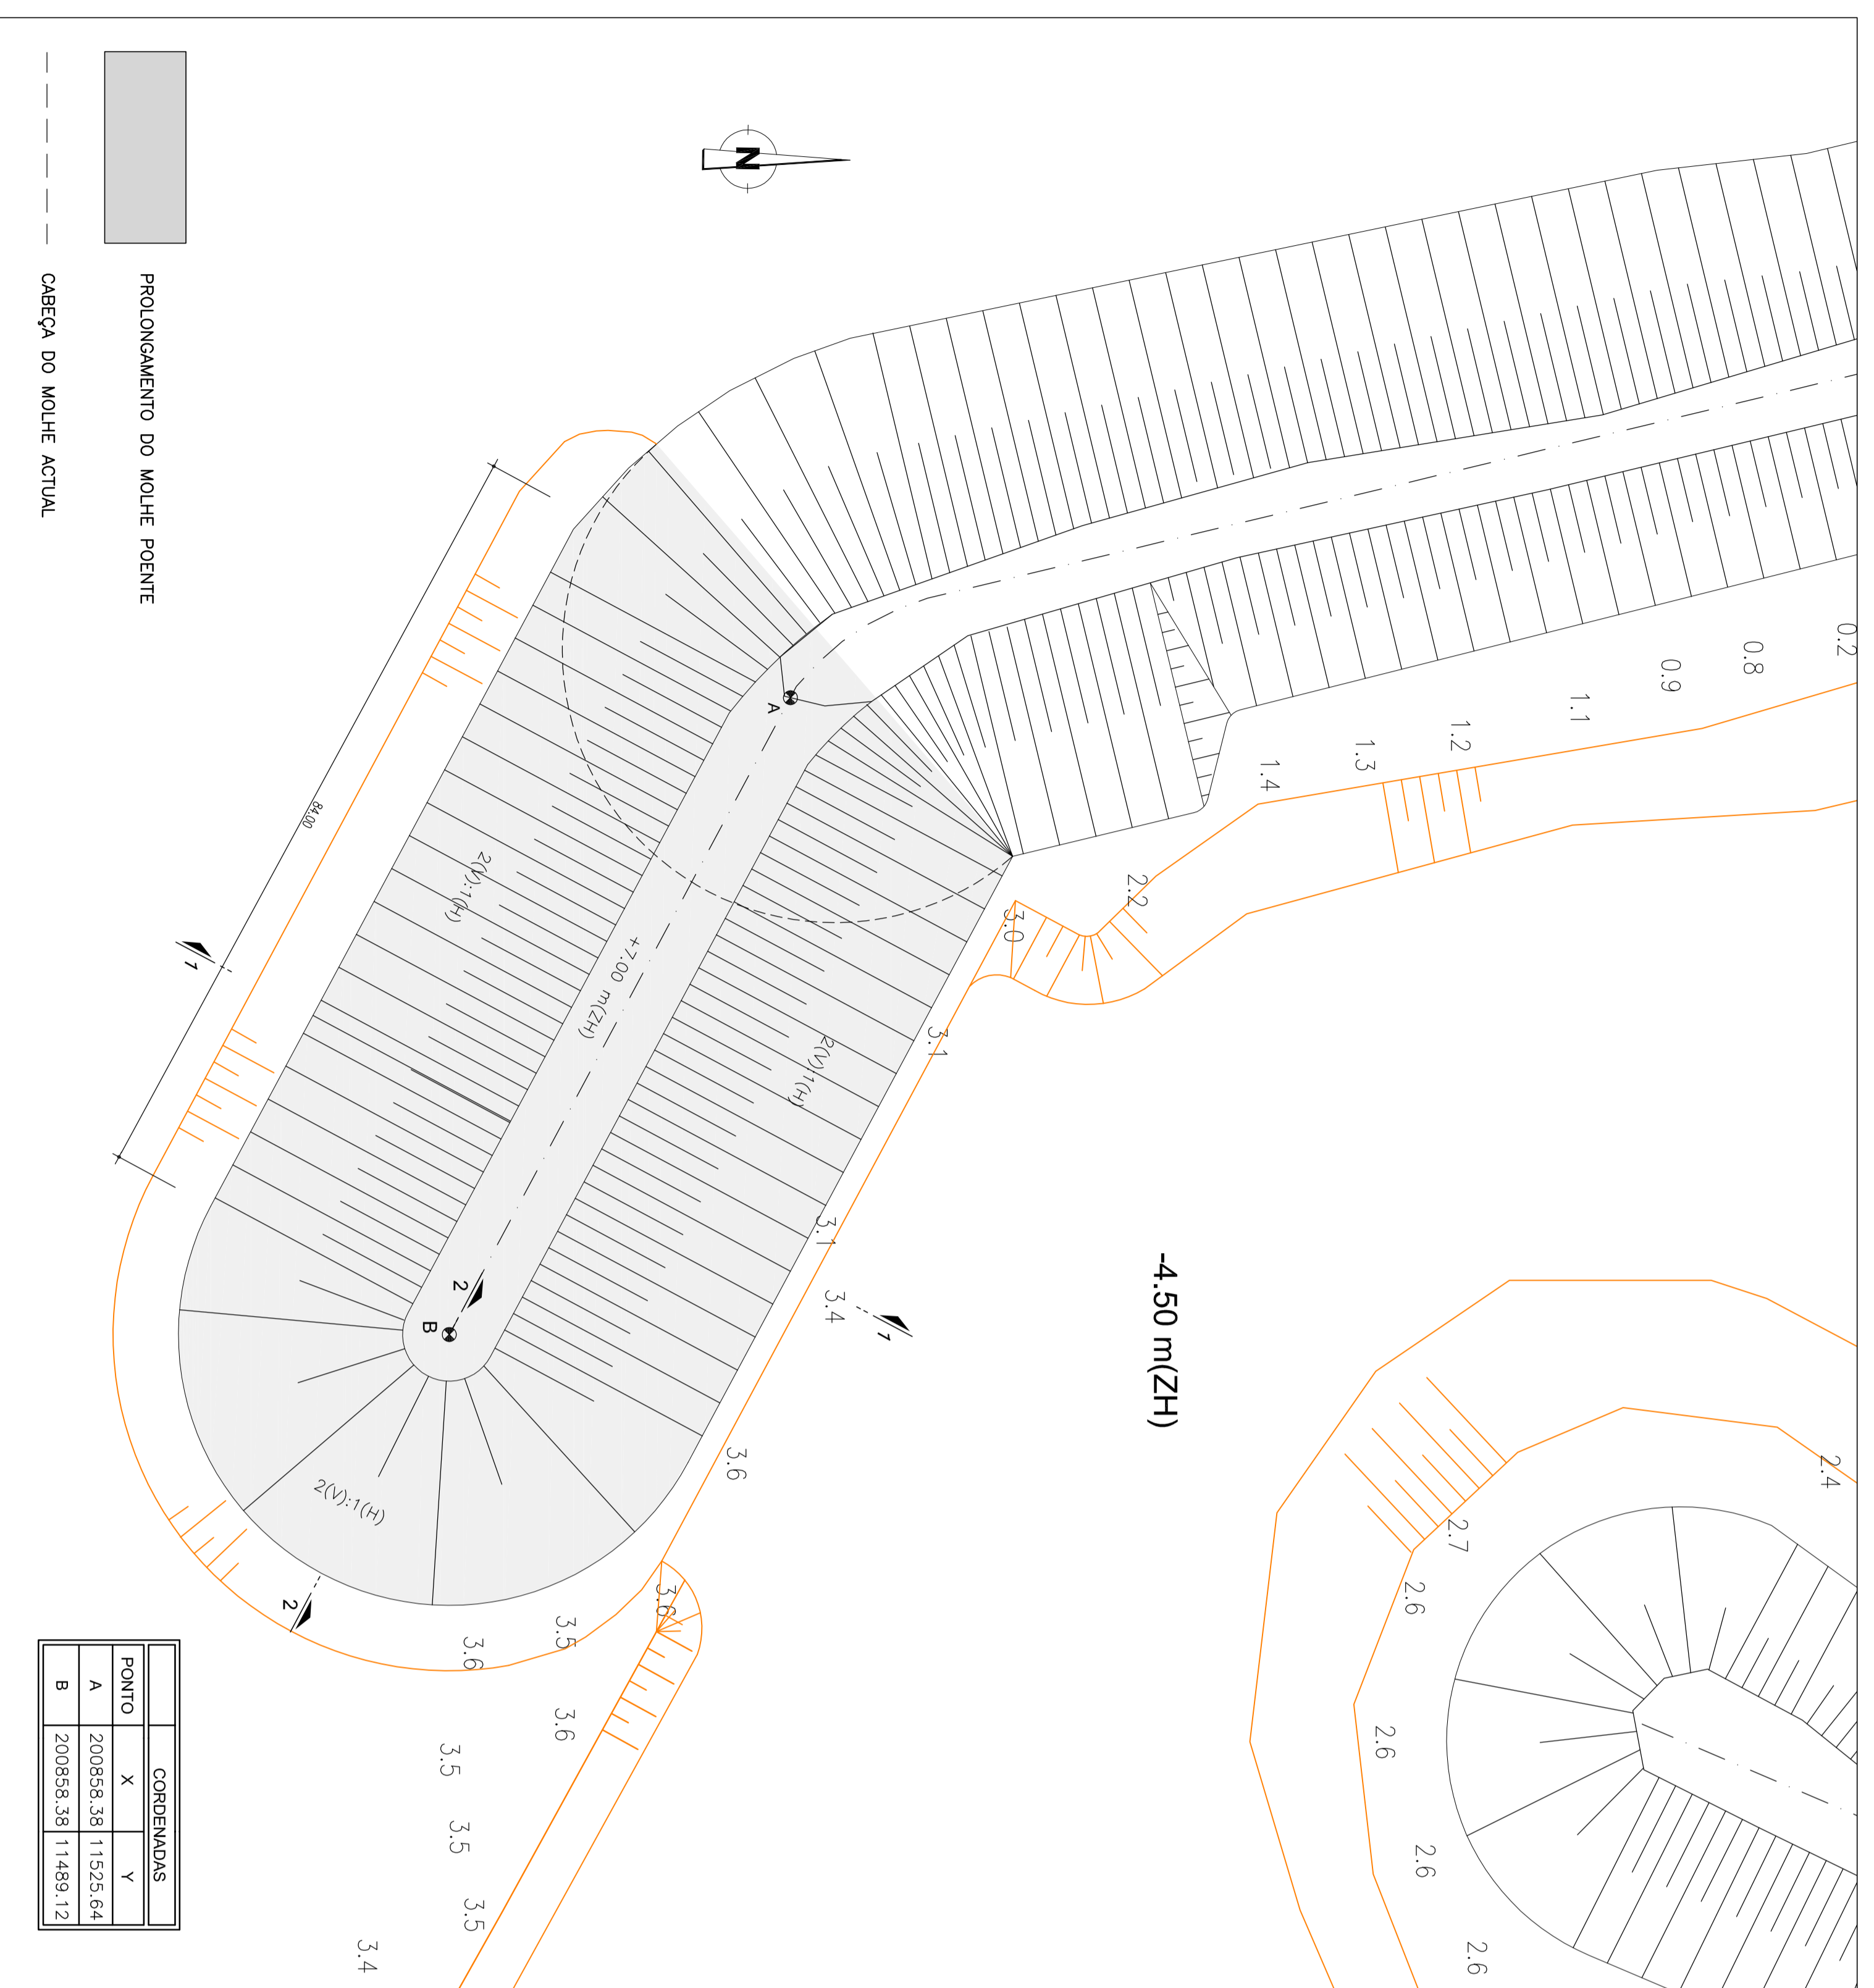 N
PROLONGAMENTO DO MOLHE POENTE
CABEÇA DO MOLHE ACTUAL
0.2
0.8
0.9
1.1
1.2
1.3
1.4
2.2
3.0
3.1
3.1
3.4
3.6
3.6
3.5
3.6
3.6
3.5
3.5
3.5
3.4
A
B
84.00
2(V):1(H)
+7.00 m(ZH)
2(V):1(H)
2(V):1(H)
1
1
2
2
-4.50 m(ZH)
2.4
2.7
2.6
2.6
2.6
2.6
CORDENADAS
PONTO X Y
A 200858.38 11525.64
B 200858.38 11489.12